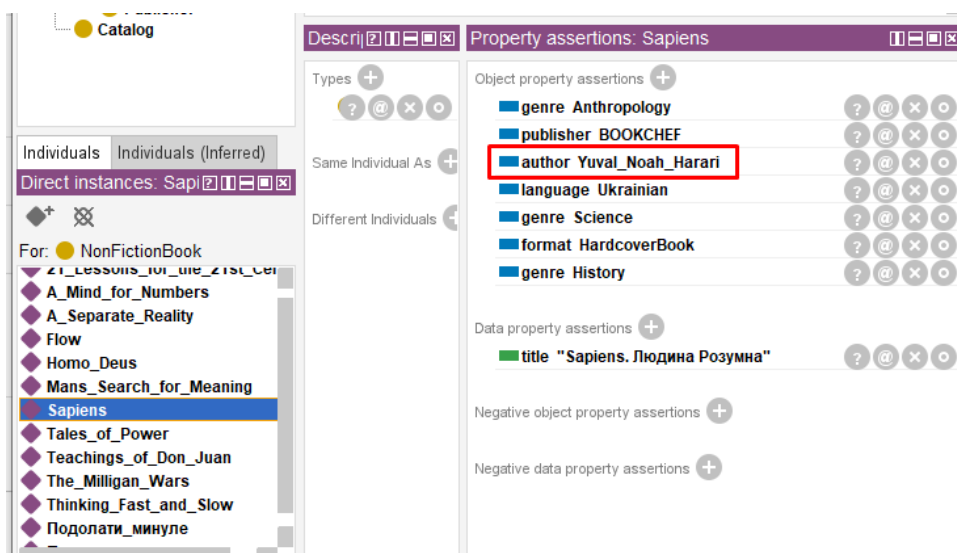 Catalog
Individuals
Individuals (Inferred)
Direct instances: Sapi
For: NonFictionBook
A_Mind_for_Numbers
A_Separate_Reality
Flow
Homo_Deus
Mans_Search_for_Meaning
Sapiens
Tales_of_Power
Teachings_of_Don_Juan
The_Milligan_Wars
Thinking_Fast_and_Slow
Подолати_минуле
Descri
Types
Same Individual As
Different Individuals
Property assertions: Sapiens
Object property assertions
genre Anthropology
publisher BOOKCHEF
author Yuval_Noah_Harari
language Ukrainian
genre Science
format HardcoverBook
genre History
Data property assertions
title "Sapiens. Людина Розумна"
Negative object property assertions
Negative data property assertions